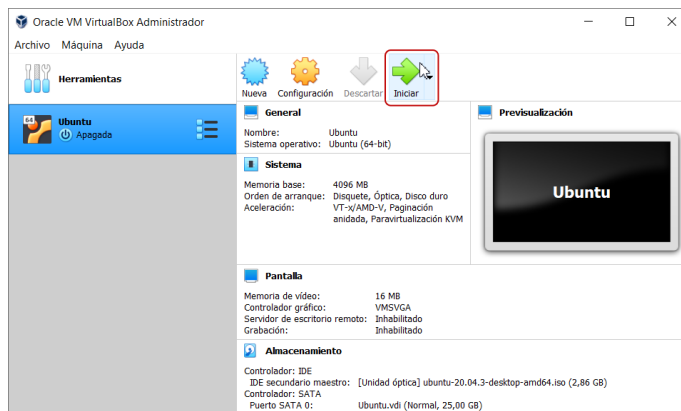 Oracle VM VirtualBox Administrador
Archivo Máquina Ayuda
Herramientas
Nueva Configuración Descartar Iniciar
64
Ubuntu
Apagada
General
Nombre: Ubuntu
Sistema operativo: Ubuntu (64-bit)
Previsualización
Ubuntu
Sistema
Memoria base: 4096 MB
Orden de arranque: Disquete, Óptica, Disco duro
Aceleración: VT-x/AMD-V, Paginación
anidada, Paravirtualización KVM
Pantalla
Memoria de vídeo: 16 MB
Controlador gráfico: VMSVGA
Servidor de escritorio remoto: Inhabilitado
Grabación: Inhabilitado
Almacenamiento
Controlador: IDE
IDE secundario maestro: [Unidad óptica] ubuntu-20.04.3-desktop-amd64.iso (2,86 GB)
Controlador: SATA
Puerto SATA 0: Ubuntu.vdi (Normal, 25,00 GB)